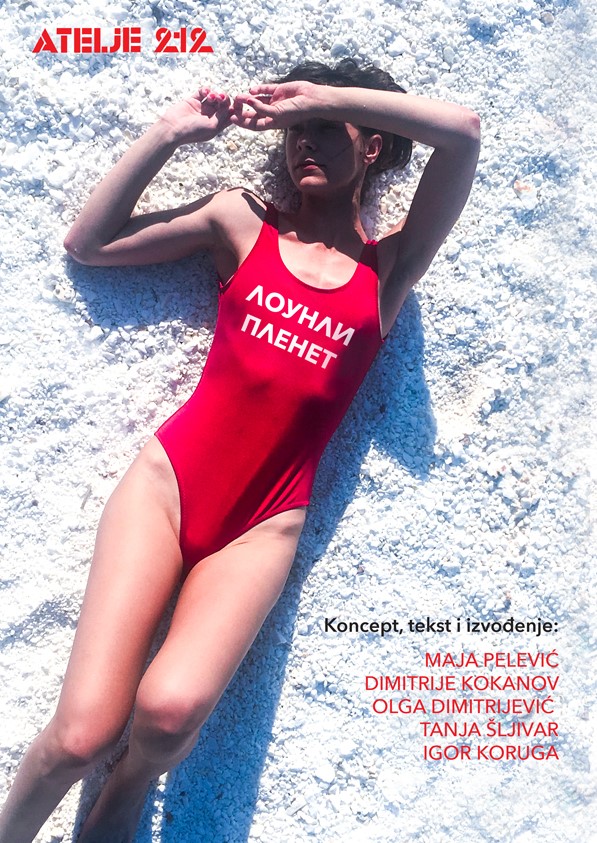 ATELJE 212
ЛОУНЛИ
ПЛЕНЕТ
Koncept, tekst i izvođenje:
MAJA PELEVIĆ
DIMITRIJE KOKANOV
OLGA DIMITRIJEVIĆ
TANJA ŠLJIVAR
IGOR KORUGA